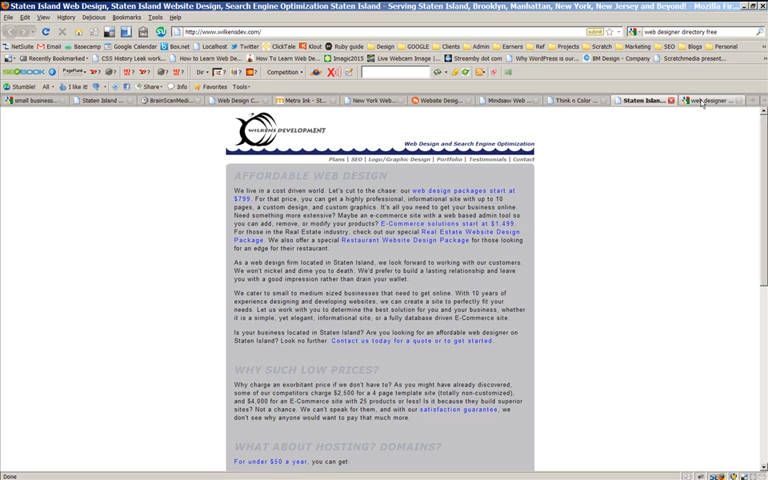 Staten Island Web Design, Staten Island Website Design, Search Engine Optimization Staten Island - Serving Staten Island, Brooklyn, Manhattan, New York, New Jersey and Beyond! - Mozilla Fir...
File Edit View History Delicious Bookmarks Tools Help
http://www.wilkensdev.com/
submit
web designer directory free
Email Basecamp Google Calendar Box.net Localhost Twitter ClickTale Klout Ruby guide Design GOOGLE Clients Admin Earners Ref Projects Scratch Marketing SEO Blogs Personal
Recently Bookmarked CSS History Leak work... How to Learn Web De... How To Learn Web De... Imagic2015 Live Webcam Image Streamby dot com Why WordPress is our... BM Design - Company Scratchmedia present...
SEOBOOK PageRank Why? Share Why? Dir Why? Competition
Stumble! All I like it! Share Info Favorites Tools
small business... Staten Island ... BrainScanMedi... Web Design C... Metra Ink - St... New York Web... Website Desig... Mindsaw Web ... Think n Color ... Staten Islan... web designer ...
WILKENS DEVELOPMENT
Web Design and Search Engine Optimization
Plans | SEO | Logo/Graphic Design | Portfolio | Testimonials | Contact
AFFORDABLE WEB DESIGN
We live in a cost driven world. Let's cut to the chase: our web design packages start at
$799. For that price, you can get a highly professional, informational site with up to 10
pages, a custom design, and custom graphics. It's all you need to get your business online.
Need something more extensive? Maybe an e-commerce site with a web based admin tool so
you can add, remove, or modify your products? E-Commerce solutions start at $1,499.
For those in the Real Estate industry, check out our special Real Estate Website Design
Package. We also offer a special Restaurant Website Design Package for those looking
for an edge for their restaurant.
As a web design firm located in Staten Island, we look forward to working with our customers.
We won't nickel and dime you to death. We'd prefer to build a lasting relationship and leave
you with a good impression rather than drain your wallet.
We cater to small to medium sized businesses that need to get online. With 10 years of
experience designing and developing websites, we can create a site to perfectly fit your
needs. Let us work with you to determine the best solution for you and your business, whether
it is a simple, yet elegant, informational site, or a fully database driven E-Commerce site.
Is your business located in Staten Island? Are you looking for an affordable web designer on
Staten Island? Look no further. Contact us today for a quote or to get started.
WHY SUCH LOW PRICES?
Why charge an exorbitant price if we don't have to? As you might have already discovered,
some of our competitors charge $2,500 for a 4 page template site (totally non-customized),
and $4,000 for an E-Commerce site with 25 products or less! Is it because they build superior
sites? Not a chance. We can't speak for them, and with our satisfaction guarantee, we
don't see why anyone would want to pay that much more.
WHAT ABOUT HOSTING? DOMAINS?
For under $50 a year, you can get:
Done